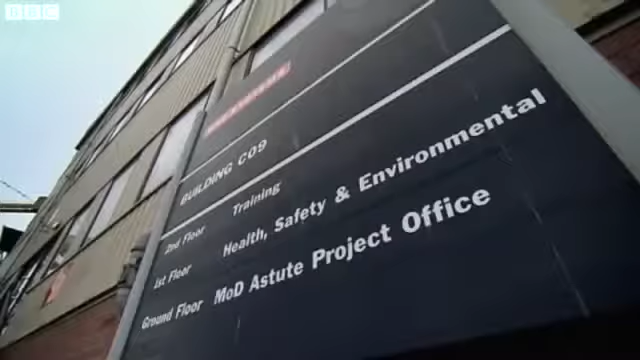 BBC
BUILDING C09
2nd Floor Training
1st Floor Health, Safety & Environmental
Ground Floor MoD Astute Project Office